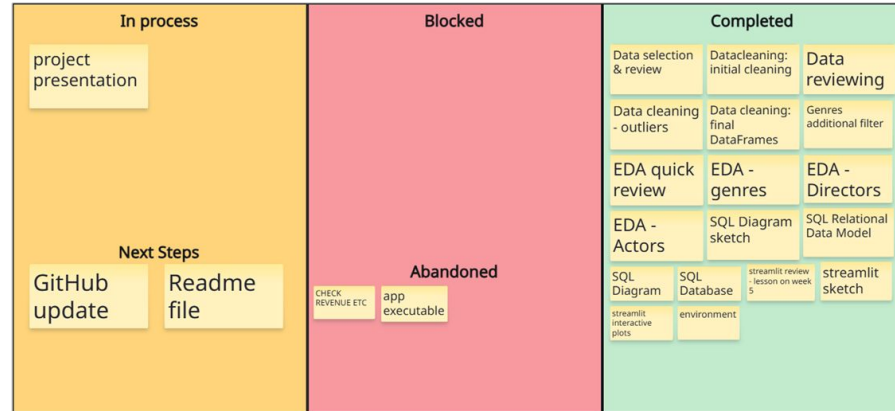 In process
project
presentation
Next Steps
GitHub
update
Readme
file
Blocked
Abandoned
CHECK
REVENUE ETC
app
executable
Completed
Data selection
& review
Datacleaning:
initial cleaning
Data
reviewing
Data cleaning
- outliers
Data cleaning:
final
DataFrames
Genres
additional filter
EDA quick
review
EDA -
genres
EDA -
Directors
EDA -
Actors
SQL Diagram
sketch
SQL Relational
Data Model
SQL
Diagram
SQL
Database
streamlit review
- lesson on week
5
streamlit
sketch
streamlit
interactive
plots
environment